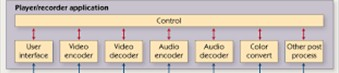 Player/recorder application
Control
User interface
Video encoder
Video decoder
Audio encoder
Audio decoder
Color convert
Other post process